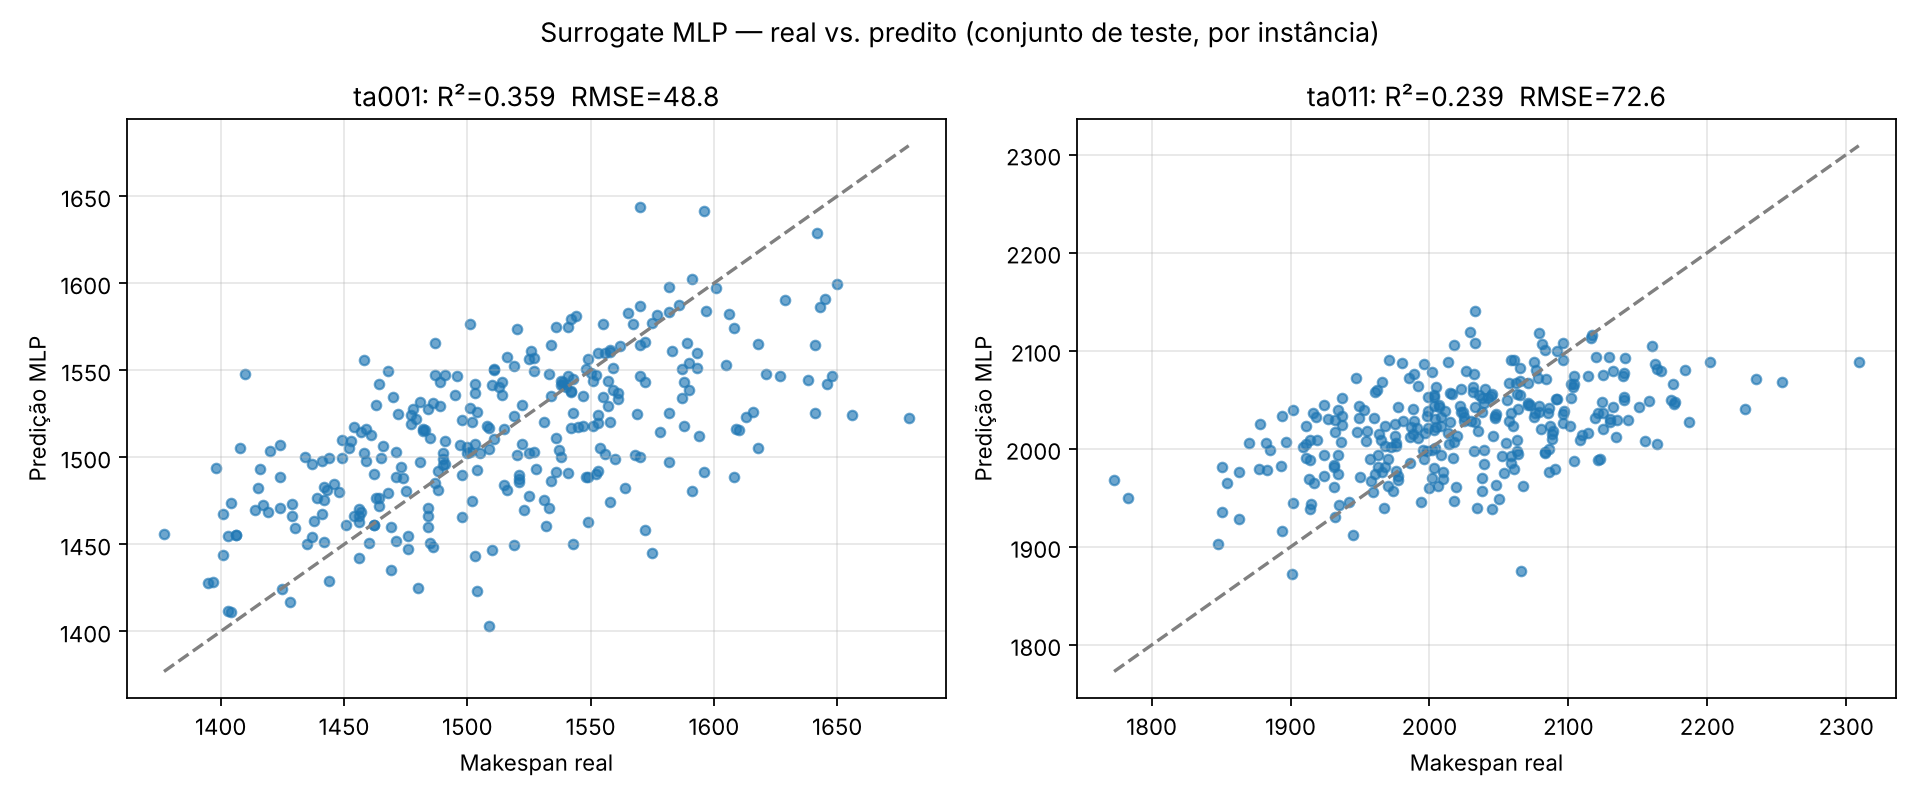 Surrogate MLP — real vs. predito (conjunto de teste, por instância)
ta001: R²=0.359  RMSE=48.8
1650
1600
1550
1500
1450
1400
Predição MLP
1400 1450 1500 1550 1600 1650
Makespan real
ta011: R²=0.239  RMSE=72.6
2300
2200
2100
2000
1900
1800
Predição MLP
1800 1900 2000 2100 2200 2300
Makespan real